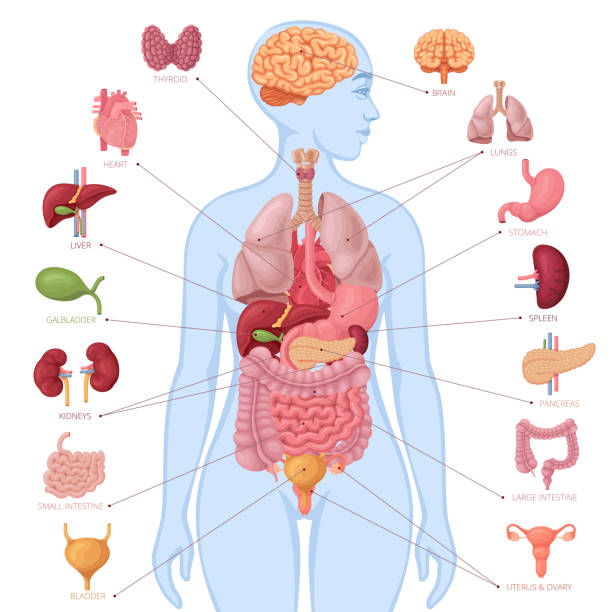 THYROID
BRAIN
HEART
LUNGS
LIVER
STOMACH
GALBLADDER
SPLEEN
KIDNEYS
PANCREAS
SMALL INTESTINE
LARGE INTESTINE
BLADDER
UTERUS & OVARY